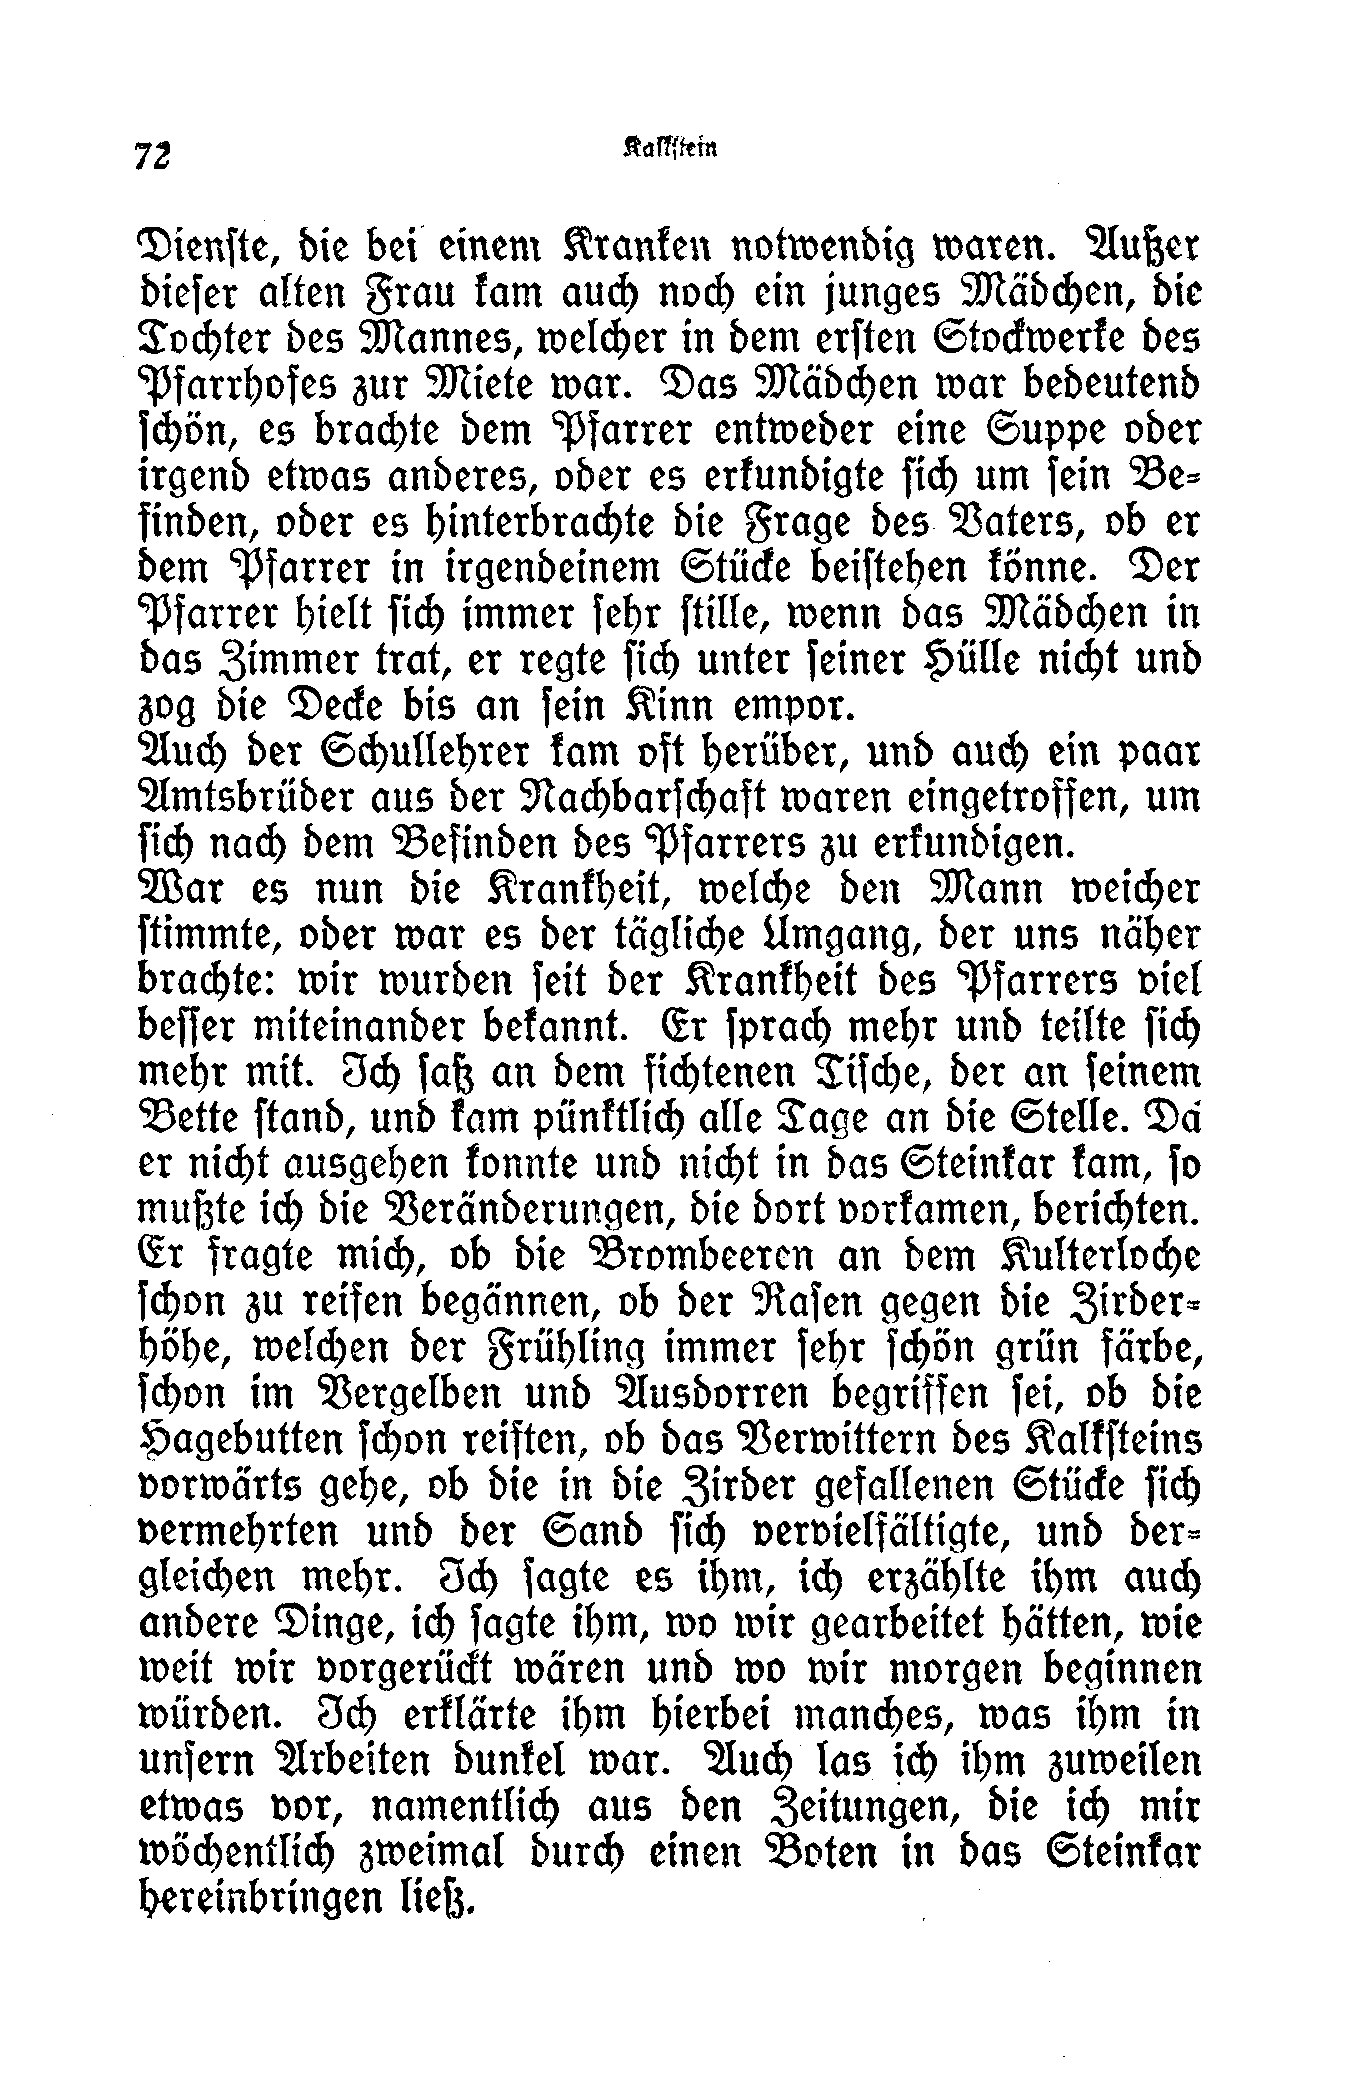 72
Kalkstein
Dienste, die bei einem Kranken notwendig waren. Außer
dieser alten Frau kam auch noch ein junges Mädchen, die
Tochter des Mannes, welcher in dem ersten Stockwerke des
Pfarrhofes zur Miete war. Das Mädchen war bedeutend
schön, es brachte dem Pfarrer entweder eine Suppe oder
irgend etwas anderes, oder es erkundigte sich um sein Be-
finden, oder es hinterbrachte die Frage des Vaters, ob er
dem Pfarrer in irgendeinem Stücke beistehen könne. Der
Pfarrer hielt sich immer sehr stille, wenn das Mädchen in
das Zimmer trat, er regte sich unter seiner Hülle nicht und
zog die Decke bis an sein Kinn empor.
Auch der Schullehrer kam oft herüber, und auch ein paar
Amtsbrüder aus der Nachbarschaft waren eingetroffen, um
sich nach dem Befinden des Pfarrers zu erkundigen.
War es nun die Krankheit, welche den Mann weicher
stimmte, oder war es der tägliche Umgang, der uns näher
brachte: wir wurden seit der Krankheit des Pfarrers viel
besser miteinander bekannt. Er sprach mehr und teilte sich
mehr mit. Ich saß an dem fichtenen Tische, der an seinem
Bette stand, und kam pünktlich alle Tage an die Stelle. Da
er nicht ausgehen konnte und nicht in das Steinkar kam, so
mußte ich die Veränderungen, die dort vorkamen, berichten.
Er fragte mich, ob die Brombeeren an dem Kulterloche
schon zu reifen begännen, ob der Rasen gegen die Zirder-
höhe, welchen der Frühling immer sehr schön grün färbe,
schon im Vergelben und Ausdorren begriffen sei, ob die
Hagebutten schon reiften, ob das Verwittern des Kalksteins
vorwärts gehe, ob die in die Zirder gefallenen Stücke sich
vermehrten und der Sand sich vervielfältigte, und der-
gleichen mehr. Ich sagte es ihm, ich erzählte ihm auch
andere Dinge, ich sagte ihm, wo wir gearbeitet hätten, wie
weit wir vorgerückt wären und wo wir morgen beginnen
würden. Ich erklärte ihm hierbei manches, was ihm in
unsern Arbeiten dunkel war. Auch las ich ihm zuweilen
etwas vor, namentlich aus den Zeitungen, die ich mir
wöchentlich zweimal durch einen Boten in das Steinkar
hereinbringen ließ.